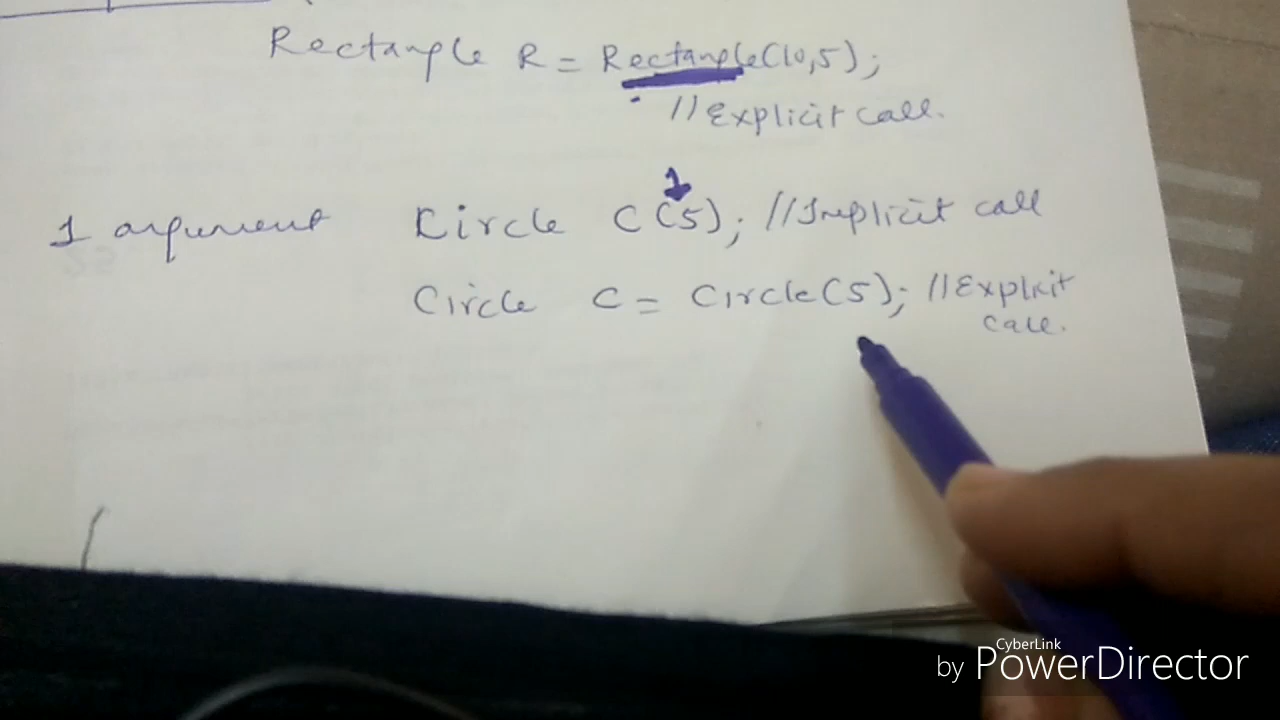 Rectangle R = Rectangle(10,5);
//Explicit call.
1 argument Circle C(5); //Implicit call
Circle C = Circle(5); //Explicit
call.
CyberLink
by PowerDirector